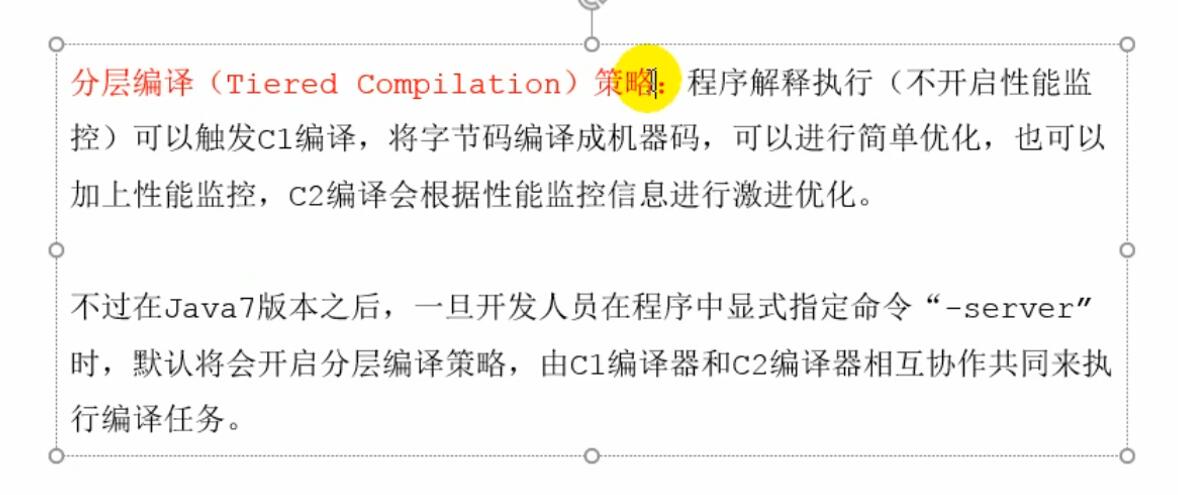 分层编译（Tiered Compilation）策略：程序解释执行（不开启性能监
控）可以触发C1编译，将字节码编译成机器码，可以进行简单优化，也可以
加上性能监控，C2编译会根据性能监控信息进行激进优化。
不过在Java7版本之后，一旦开发人员在程序中显式指定命令“-server”
时，默认将会开启分层编译策略，由C1编译器和C2编译器相互协作共同来执
行编译任务。